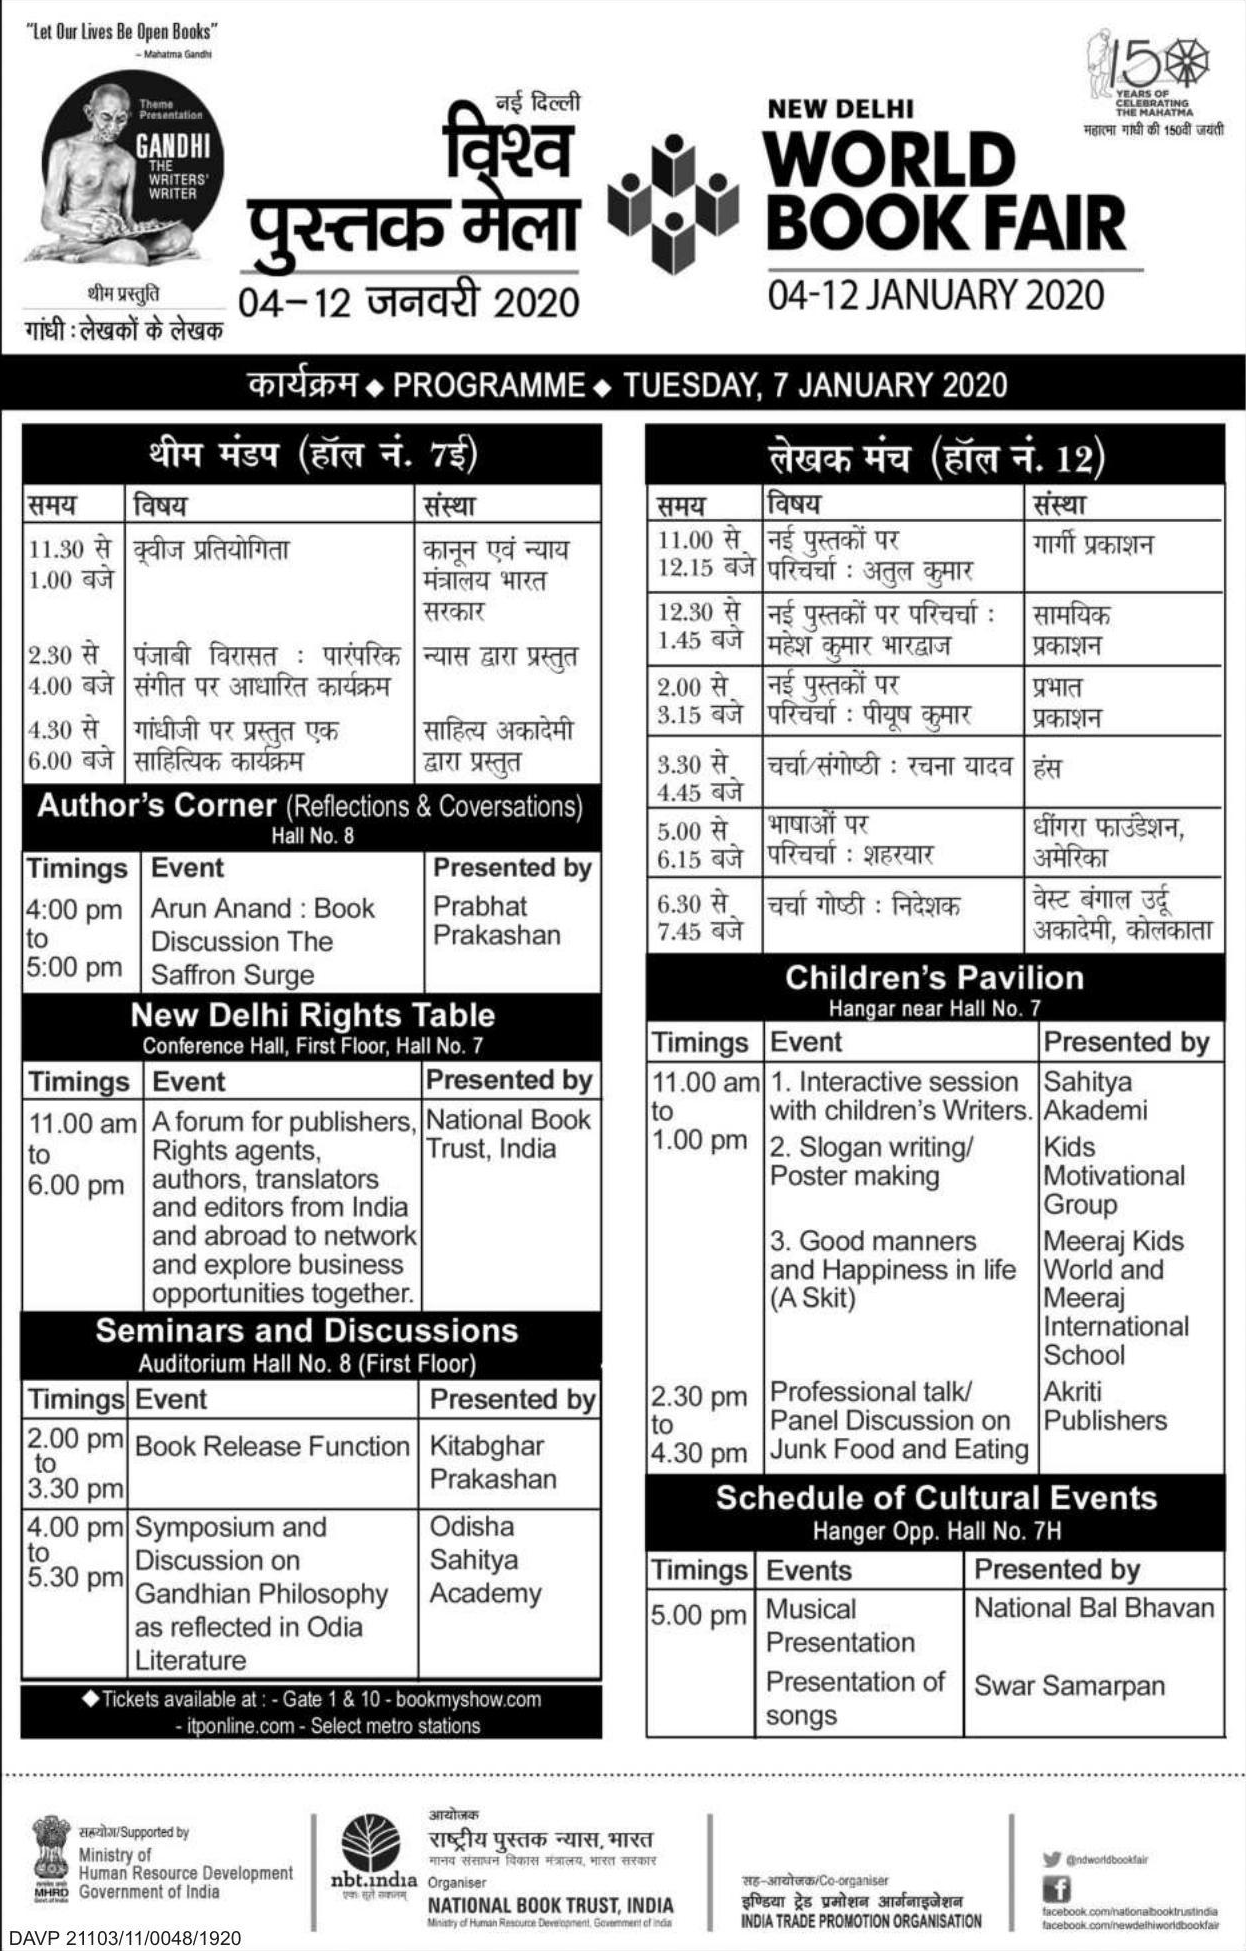 "Let Our Lives Be Open Books"
– Mahatma Gandhi
Theme
Presentation
GANDHI
THE
WRITERS'
WRITER
थीम प्रस्तुति
गांधी : लेखकों के लेखक
नई दिल्ली
विश्व
पुस्तक मेला
04–12 जनवरी 2020
NEW DELHI
WORLD
BOOK FAIR
04-12 JANUARY 2020
150
YEARS OF
CELEBRATING
THE MAHATMA
महात्मा गांधी की 150वीं जयंती
कार्यक्रम ◆ PROGRAMME ◆ TUESDAY, 7 JANUARY 2020
थीम मंडप (हॉल नं. 7ई)
समय विषय संस्था
11.30 से क्वीज प्रतियोगिता कानून एवं न्याय
1.00 बजे मंत्रालय भारत
सरकार
2.30 से पंजाबी विरासत : पारंपरिक न्यास द्वारा प्रस्तुत
4.00 बजे संगीत पर आधारित कार्यक्रम
4.30 से गांधीजी पर प्रस्तुत एक साहित्य अकादेमी
6.00 बजे साहित्यिक कार्यक्रम द्वारा प्रस्तुत
Author's Corner (Reflections & Coversations)
Hall No. 8
Timings Event Presented by
4:00 pm Arun Anand : Book Prabhat
to Discussion The Prakashan
5:00 pm Saffron Surge
New Delhi Rights Table
Conference Hall, First Floor, Hall No. 7
Timings Event Presented by
11.00 am A forum for publishers, National Book
to Rights agents, Trust, India
6.00 pm authors, translators
and editors from India
and abroad to network
and explore business
opportunities together.
Seminars and Discussions
Auditorium Hall No. 8 (First Floor)
Timings Event Presented by
2.00 pm Book Release Function Kitabghar
to Prakashan
3.30 pm
4.00 pm Symposium and Odisha
to Discussion on Sahitya
5.30 pm Gandhian Philosophy Academy
as reflected in Odia
Literature
◆Tickets available at : - Gate 1 & 10 - bookmyshow.com
- itponline.com - Select metro stations
लेखक मंच (हॉल नं. 12)
समय विषय संस्था
11.00 से नई पुस्तकों पर गार्गी प्रकाशन
12.15 बजे परिचर्चा : अतुल कुमार
12.30 से नई पुस्तकों पर परिचर्चा : सामयिक
1.45 बजे महेश कुमार भारद्वाज प्रकाशन
2.00 से नई पुस्तकों पर प्रभात
3.15 बजे परिचर्चा : पीयूष कुमार प्रकाशन
3.30 से चर्चा/संगोष्ठी : रचना यादव हंस
4.45 बजे
5.00 से भाषाओं पर धींगरा फाउंडेशन,
6.15 बजे परिचर्चा : शहरयार अमेरिका
6.30 से चर्चा गोष्ठी : निदेशक वेस्ट बंगाल उर्दू
7.45 बजे अकादेमी, कोलकाता
Children's Pavilion
Hangar near Hall No. 7
Timings Event Presented by
11.00 am 1. Interactive session Sahitya
to with children's Writers. Akademi
1.00 pm 2. Slogan writing/ Kids
Poster making Motivational
Group
3. Good manners Meeraj Kids
and Happiness in life World and
(A Skit) Meeraj
International
School
2.30 pm Professional talk/ Akriti
to Panel Discussion on Publishers
4.30 pm Junk Food and Eating
Schedule of Cultural Events
Hanger Opp. Hall No. 7H
Timings Events Presented by
5.00 pm Musical National Bal Bhavan
Presentation
Presentation of Swar Samarpan
songs
MHRD
सहयोग/Supported by
Ministry of
Human Resource Development
Government of India
nbt.india
एकः सूते सकलम्
आयोजक
राष्ट्रीय पुस्तक न्यास, भारत
मानव संसाधन विकास मंत्रालय, भारत सरकार
Organiser
NATIONAL BOOK TRUST, INDIA
Ministry of Human Resource Development, Government of India
सह-आयोजक/Co-organiser
इण्डिया ट्रेड प्रमोशन आर्गनाइजेशन
INDIA TRADE PROMOTION ORGANISATION
@ndworldbookfair
facebook.com/nationalbooktrustindia
facebook.com/newdelhiworldbookfair
DAVP 21103/11/0048/1920